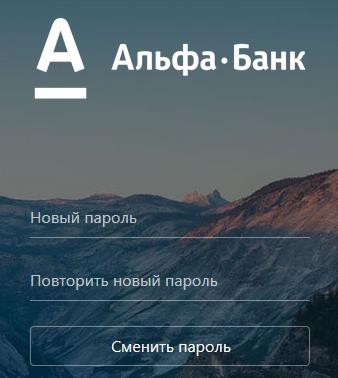 А Альфа·Банк
Новый пароль
Повторить новый пароль
Сменить пароль